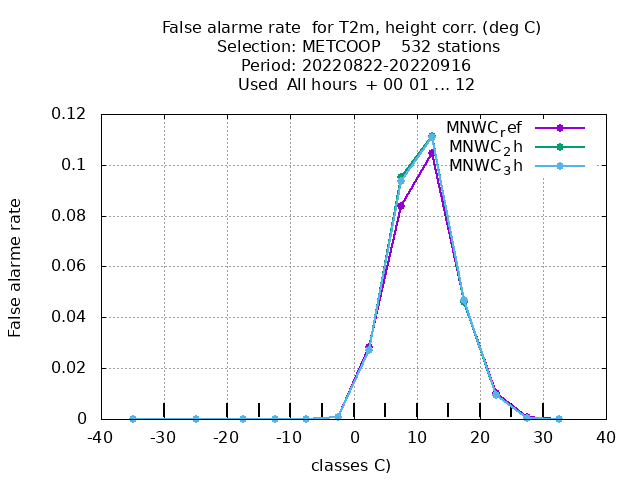 False alarme rate  for T2m, height corr. (deg C)
Selection: METCOOP    532 stations
Period: 20220822-20220916
Used  All hours  + 00 01 ... 12
False alarme rate
0.12
0.1
0.08
0.06
0.04
0.02
0
MNWC_ref
MNWC_2h
MNWC_3h
-40 -30 -20 -10 0 10 20 30 40
classes C)